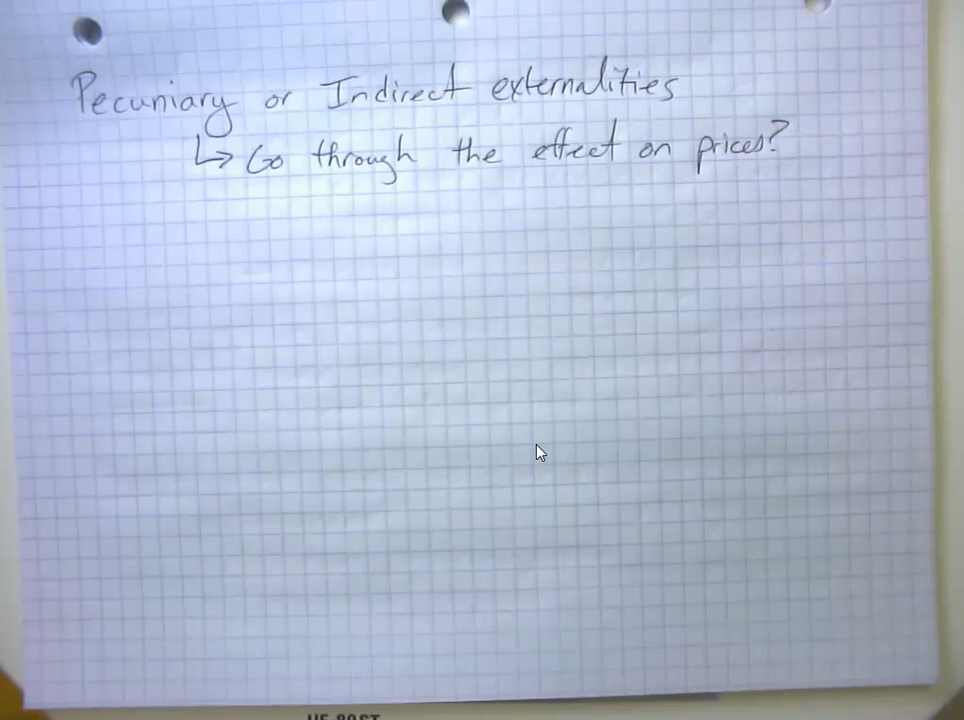 Pecuniary or Indirect externalities
↳ Go through the effect on prices?